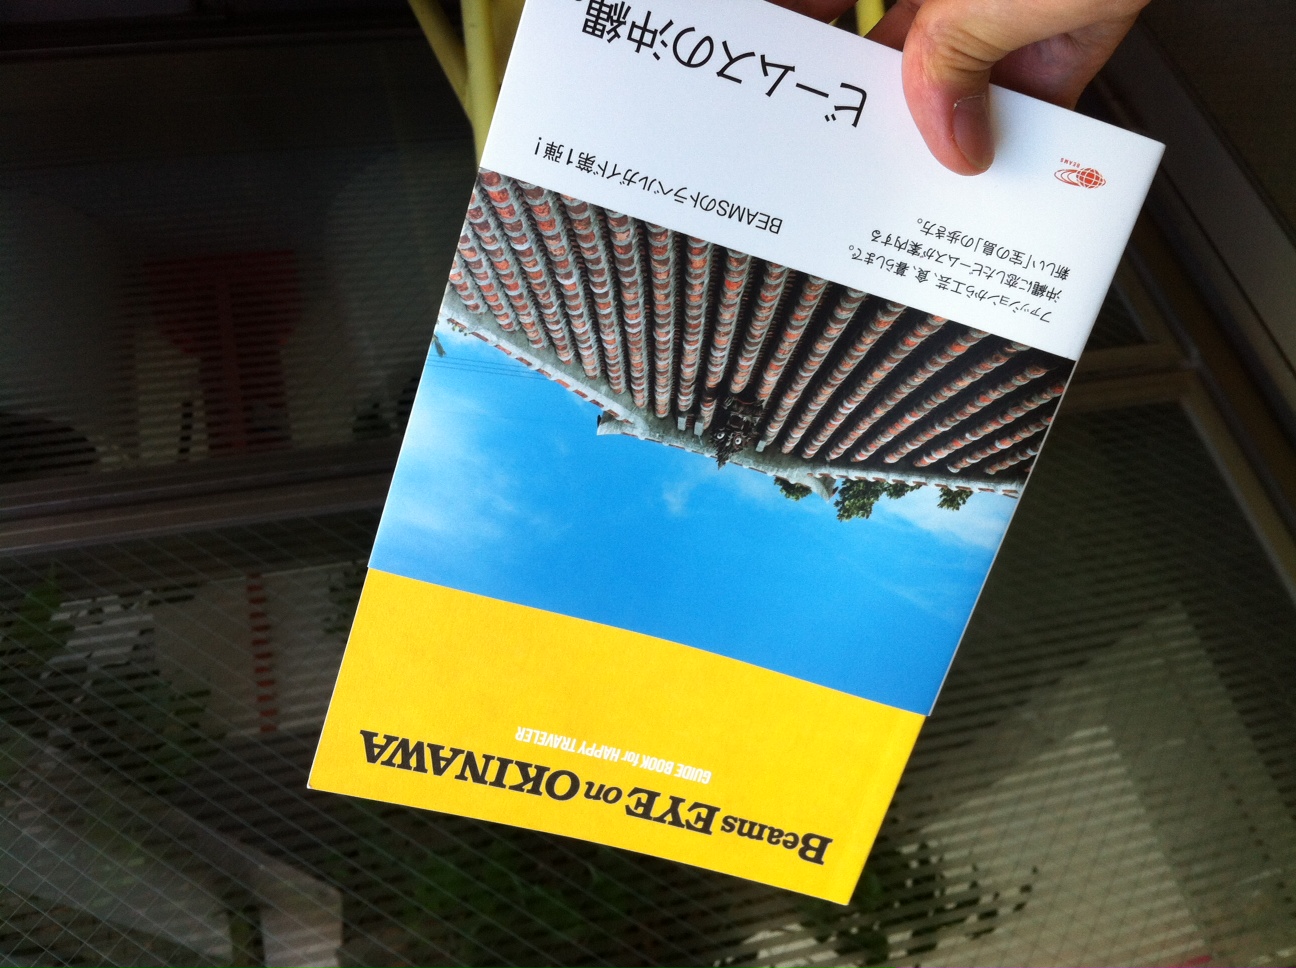 Beams EYE on OKINAWA
GUIDE BOOK for HAPPY TRAVELER
ファッションから工芸、食、暮らしまで。
沖縄に恋したビームスが案内する
新しい「宝の島」の歩き方。
BEAMSのトラベルガイド第1弾!
BEAMS
ビームスの沖縄。